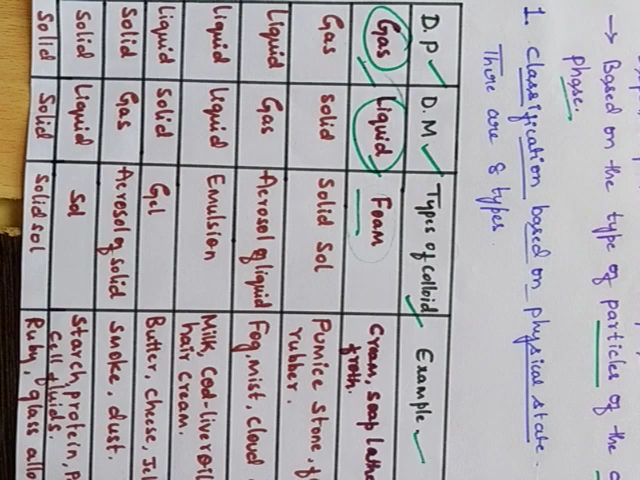 → Based on the type of particles of the
phase.
1. Classification based on physical state.
There are 8 types.
D.P D.M Types of colloid Example
Gas Liquid Foam Cream, soap lather
froth.
Gas Solid Solid Sol Pumice stone,
rubber.
Liquid Gas Aerosol of liquid Fog, mist, cloud
Liquid Liquid Emulsion Milk, Cod-liver oil
hair cream.
Liquid Solid Gel Butter, cheese,
Solid Gas Aerosol of solid Smoke, dust.
Solid Liquid Sol Starch, protein,
cell fluids.
Solid Solid Solid sol Ruby, glass